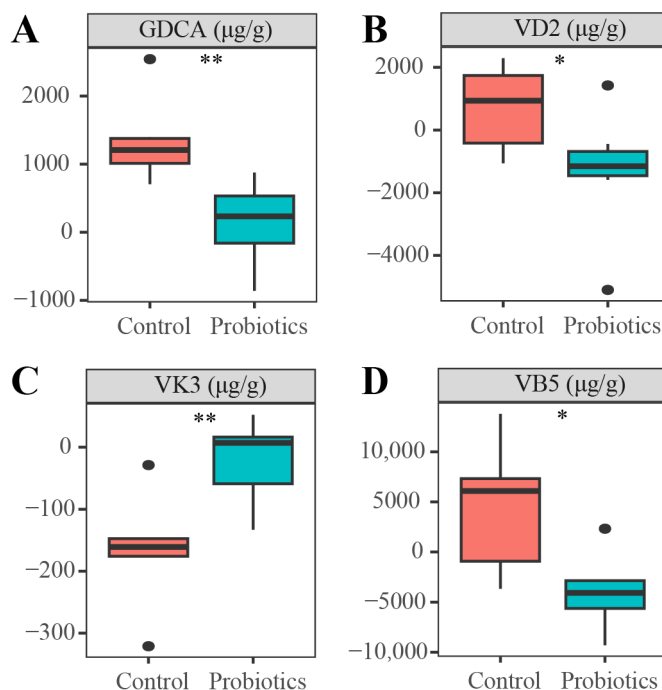 A
GDCA (μg/g)
**
2000
1000
0
−1000
Control Probiotics
B
VD2 (μg/g)
*
2000
0
−2000
−4000
Control Probiotics
C
VK3 (μg/g)
**
0
−100
−200
−300
Control Probiotics
D
VB5 (μg/g)
*
10,000
5000
0
−5000
−10,000
Control Probiotics